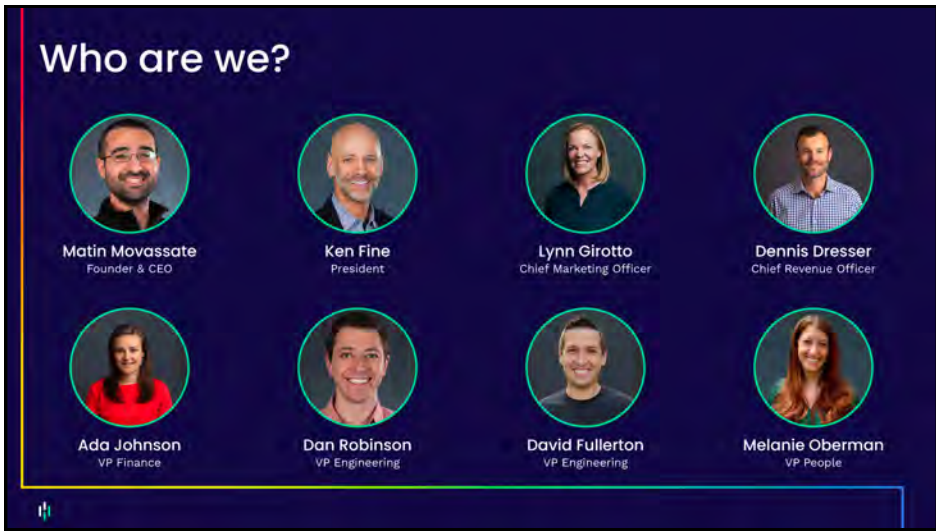 Who are we?
Matin Movassate
Founder & CEO
Ken Fine
President
Lynn Girotto
Chief Marketing Officer
Dennis Dresser
Chief Revenue Officer
Ada Johnson
VP Finance
Dan Robinson
VP Engineering
David Fullerton
VP Engineering
Melanie Oberman
VP People